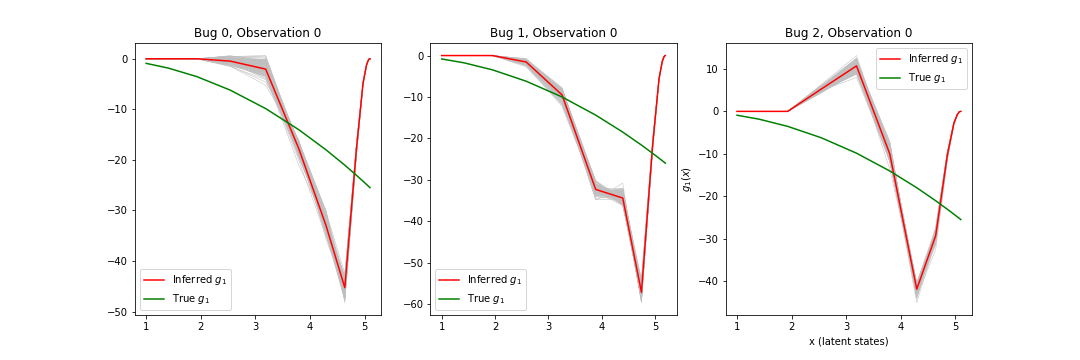 Bug 0, Observation 0
0
−10
−20
−30
−40
−50
1 2 3 4 5
Inferred g₁
True g₁
Bug 1, Observation 0
0
−10
−20
−30
−40
−50
−60
1 2 3 4 5
Inferred g₁
True g₁
Bug 2, Observation 0
g₁(x)
10
0
−10
−20
−30
−40
1 2 3 4 5
x (latent states)
Inferred g₁
True g₁